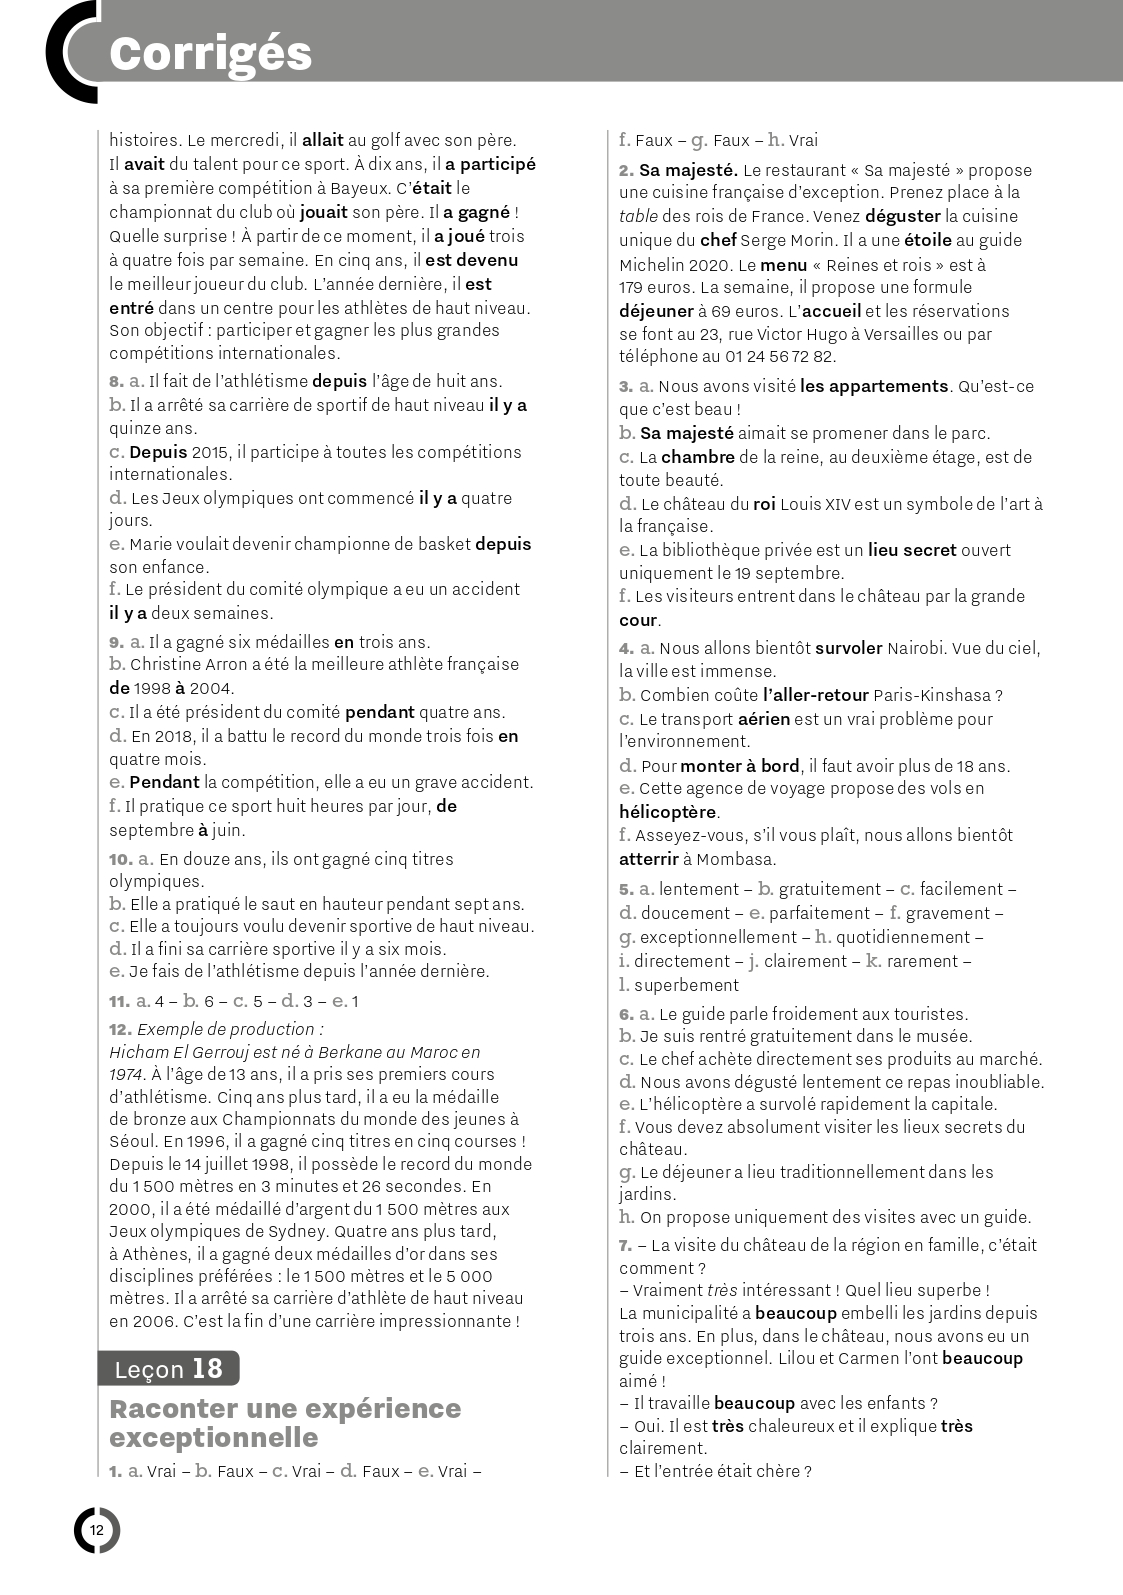 Corrigés
histoires. Le mercredi, il allait au golf avec son père.
Il avait du talent pour ce sport. À dix ans, il a participé
à sa première compétition à Bayeux. C'était le
championnat du club où jouait son père. Il a gagné !
Quelle surprise ! À partir de ce moment, il a joué trois
à quatre fois par semaine. En cinq ans, il est devenu
le meilleur joueur du club. L'année dernière, il est
entré dans un centre pour les athlètes de haut niveau.
Son objectif : participer et gagner les plus grandes
compétitions internationales.
8. a. Il fait de l'athlétisme depuis l'âge de huit ans.
b. Il a arrêté sa carrière de sportif de haut niveau il y a
quinze ans.
c. Depuis 2015, il participe à toutes les compétitions
internationales.
d. Les Jeux olympiques ont commencé il y a quatre
jours.
e. Marie voulait devenir championne de basket depuis
son enfance.
f. Le président du comité olympique a eu un accident
il y a deux semaines.
9. a. Il a gagné six médailles en trois ans.
b. Christine Arron a été la meilleure athlète française
de 1998 à 2004.
c. Il a été président du comité pendant quatre ans.
d. En 2018, il a battu le record du monde trois fois en
quatre mois.
e. Pendant la compétition, elle a eu un grave accident.
f. Il pratique ce sport huit heures par jour, de
septembre à juin.
10. a. En douze ans, ils ont gagné cinq titres
olympiques.
b. Elle a pratiqué le saut en hauteur pendant sept ans.
c. Elle a toujours voulu devenir sportive de haut niveau.
d. Il a fini sa carrière sportive il y a six mois.
e. Je fais de l'athlétisme depuis l'année dernière.
11. a. 4 – b. 6 – c. 5 – d. 3 – e. 1
12. Exemple de production :
Hicham El Gerrouj est né à Berkane au Maroc en
1974. À l'âge de 13 ans, il a pris ses premiers cours
d'athlétisme. Cinq ans plus tard, il a eu la médaille
de bronze aux Championnats du monde des jeunes à
Séoul. En 1996, il a gagné cinq titres en cinq courses !
Depuis le 14 juillet 1998, il possède le record du monde
du 1 500 mètres en 3 minutes et 26 secondes. En
2000, il a été médaillé d'argent du 1 500 mètres aux
Jeux olympiques de Sydney. Quatre ans plus tard,
à Athènes, il a gagné deux médailles d'or dans ses
disciplines préférées : le 1 500 mètres et le 5 000
mètres. Il a arrêté sa carrière d'athlète de haut niveau
en 2006. C'est la fin d'une carrière impressionnante !
Leçon 18
Raconter une expérience
exceptionnelle
1. a. Vrai – b. Faux – c. Vrai – d. Faux – e. Vrai –
f. Faux – g. Faux – h. Vrai
2. Sa majesté. Le restaurant « Sa majesté » propose
une cuisine française d'exception. Prenez place à la
table des rois de France. Venez déguster la cuisine
unique du chef Serge Morin. Il a une étoile au guide
Michelin 2020. Le menu « Reines et rois » est à
179 euros. La semaine, il propose une formule
déjeuner à 69 euros. L'accueil et les réservations
se font au 23, rue Victor Hugo à Versailles ou par
téléphone au 01 24 56 72 82.
3. a. Nous avons visité les appartements. Qu'est-ce
que c'est beau !
b. Sa majesté aimait se promener dans le parc.
c. La chambre de la reine, au deuxième étage, est de
toute beauté.
d. Le château du roi Louis XIV est un symbole de l'art à
la française.
e. La bibliothèque privée est un lieu secret ouvert
uniquement le 19 septembre.
f. Les visiteurs entrent dans le château par la grande
cour.
4. a. Nous allons bientôt survoler Nairobi. Vue du ciel,
la ville est immense.
b. Combien coûte l'aller-retour Paris-Kinshasa ?
c. Le transport aérien est un vrai problème pour
l'environnement.
d. Pour monter à bord, il faut avoir plus de 18 ans.
e. Cette agence de voyage propose des vols en
hélicoptère.
f. Asseyez-vous, s'il vous plaît, nous allons bientôt
atterrir à Mombasa.
5. a. lentement – b. gratuitement – c. facilement –
d. doucement – e. parfaitement – f. gravement –
g. exceptionnellement – h. quotidiennement –
i. directement – j. clairement – k. rarement –
l. superbement
6. a. Le guide parle froidement aux touristes.
b. Je suis rentré gratuitement dans le musée.
c. Le chef achète directement ses produits au marché.
d. Nous avons dégusté lentement ce repas inoubliable.
e. L'hélicoptère a survolé rapidement la capitale.
f. Vous devez absolument visiter les lieux secrets du
château.
g. Le déjeuner a lieu traditionnellement dans les
jardins.
h. On propose uniquement des visites avec un guide.
7. – La visite du château de la région en famille, c'était
comment ?
– Vraiment très intéressant ! Quel lieu superbe !
La municipalité a beaucoup embelli les jardins depuis
trois ans. En plus, dans le château, nous avons eu un
guide exceptionnel. Lilou et Carmen l'ont beaucoup
aimé !
– Il travaille beaucoup avec les enfants ?
– Oui. Il est très chaleureux et il explique très
clairement.
– Et l'entrée était chère ?
12